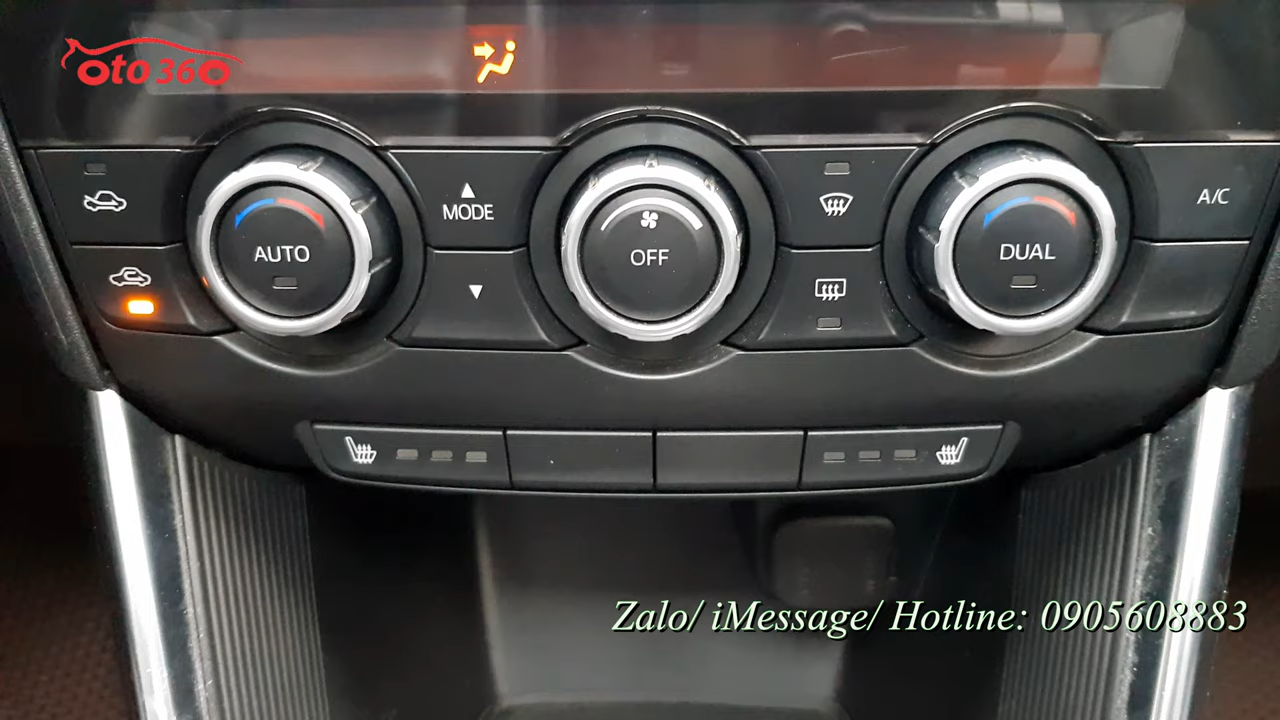 oto360
A/C
MODE
AUTO
OFF
DUAL
Zalo/ iMessage/ Hotline: 0905608883